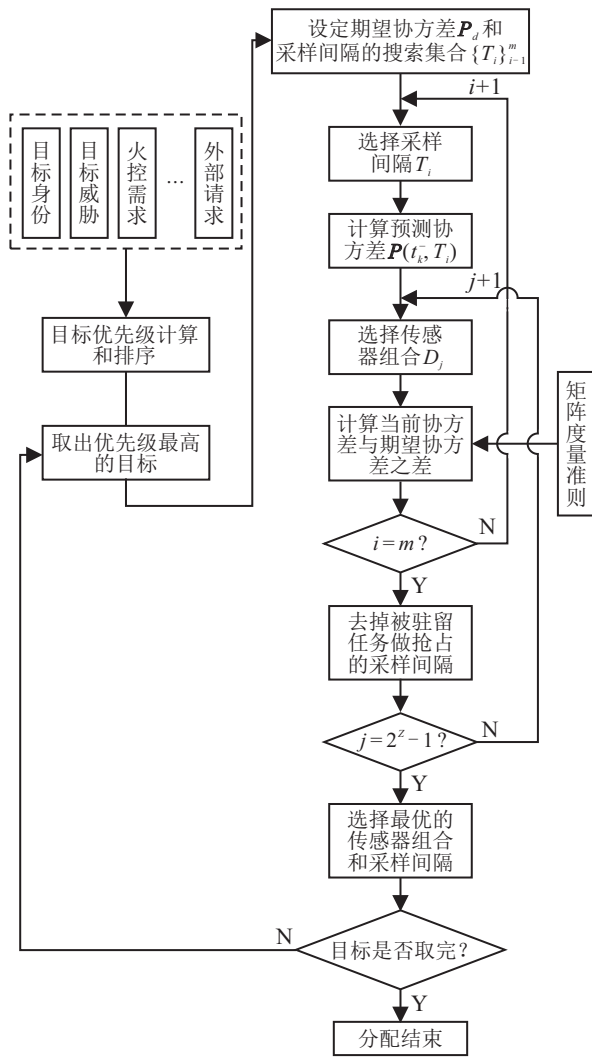 设定期望协方差P_d和
采样间隔的搜索集合{T_i}_{i-1}^m
i+1
目标身份
目标威胁
火控需求
…
外部请求
选择采样
间隔T_i
计算预测协
方差P(t_k^-, T_i)
j+1
目标优先级计算
和排序
选择传感
器组合D_j
取出优先级最高
的目标
计算当前协方
差与期望协方
差之差
矩阵度量准则
i=m?
N
Y
去掉被驻留
任务做抢占
的采样间隔
j=2^Z-1?
N
Y
选择最优的
传感器组合
和采样间隔
N
目标是否取完?
Y
分配结束